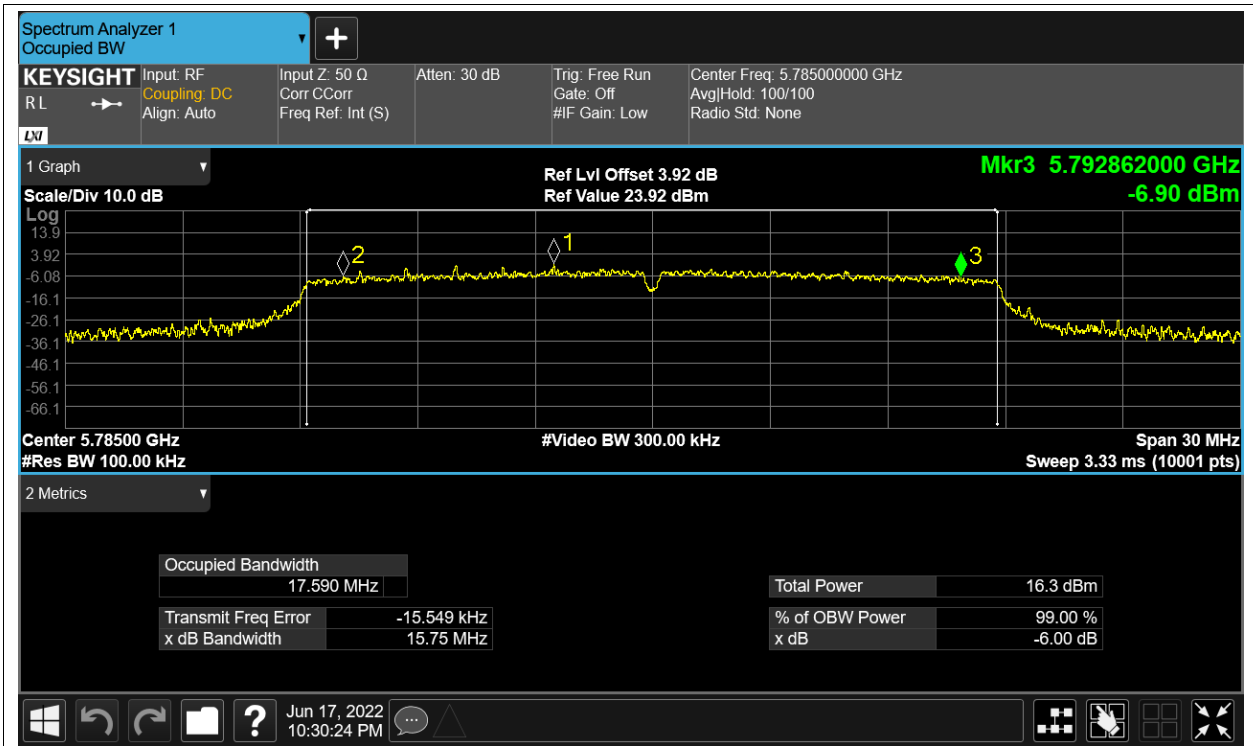 Spectrum Analyzer 1
Occupied BW
KEYSIGHT
R L
LXI
Input: RF
Coupling: DC
Align: Auto
Input Z: 50 Ω
Corr CCorr
Freq Ref: Int (S)
Atten: 30 dB
Trig: Free Run
Gate: Off
#IF Gain: Low
Center Freq: 5.785000000 GHz
Avg|Hold: 100/100
Radio Std: None
1 Graph
Scale/Div 10.0 dB
Ref Lvl Offset 3.92 dB
Ref Value 23.92 dBm
Mkr3 5.792862000 GHz
-6.90 dBm
Log
13.9
3.92
-6.08
-16.1
-26.1
-36.1
-46.1
-56.1
-66.1
2
1
3
Center 5.78500 GHz
#Res BW 100.00 kHz
#Video BW 300.00 kHz
Span 30 MHz
Sweep 3.33 ms (10001 pts)
2 Metrics
Occupied Bandwidth
17.590 MHz
Transmit Freq Error -15.549 kHz
x dB Bandwidth 15.75 MHz
Total Power 16.3 dBm
% of OBW Power 99.00 %
x dB -6.00 dB
?
Jun 17, 2022
10:30:24 PM